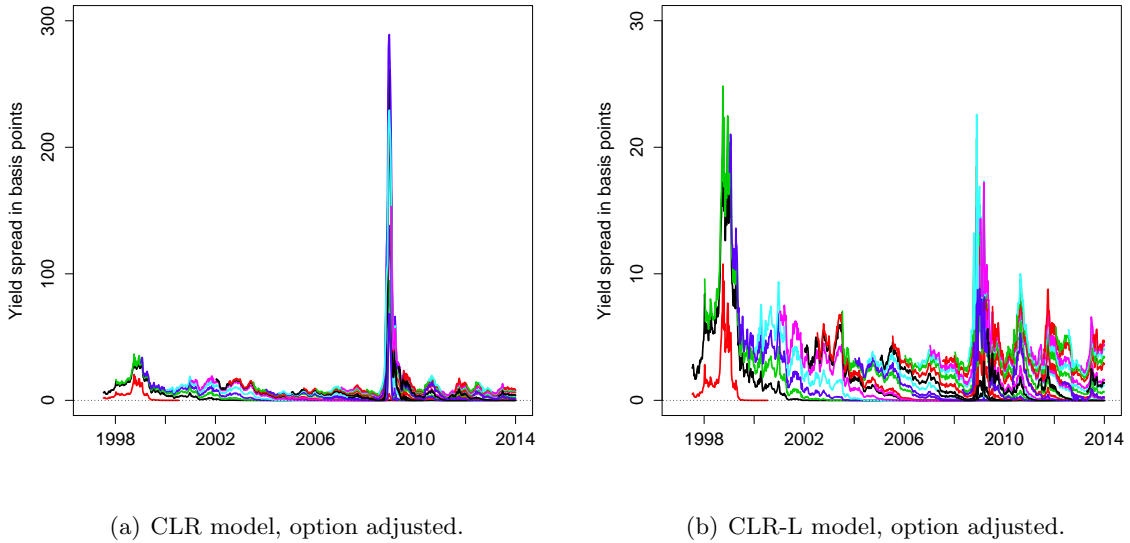 Yield spread in basis points
300
200
100
0
1998 2002 2006 2010 2014
(a) CLR model, option adjusted.
Yield spread in basis points
30
20
10
0
1998 2002 2006 2010 2014
(b) CLR-L model, option adjusted.